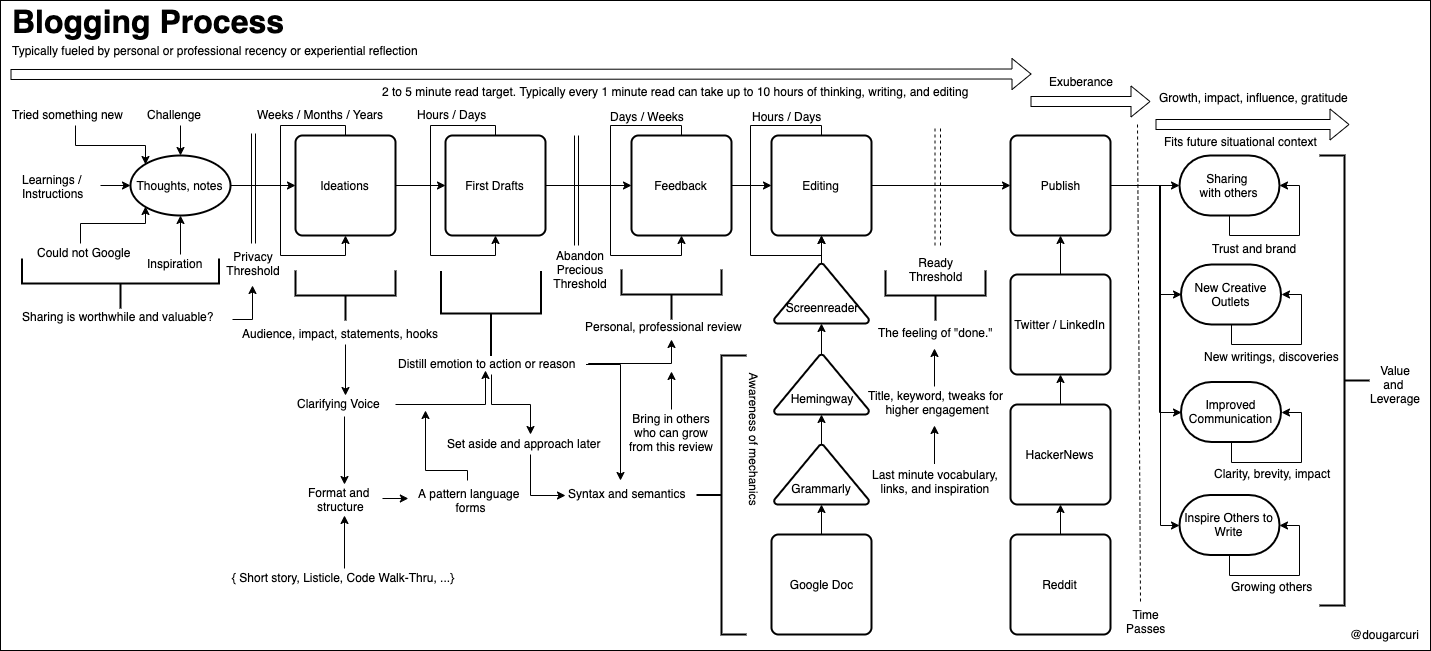 Blogging Process
Typically fueled by personal or professional recency or experiential reflection
2 to 5 minute read target. Typically every 1 minute read can take up to 10 hours of thinking, writing, and editing
Exuberance
Growth, impact, influence, gratitude
Fits future situational context
Tried something new
Challenge
Learnings /
Instructions
Thoughts, notes
Could not Google
Inspiration
Sharing is worthwhile and valuable?
Privacy
Threshold
Weeks / Months / Years
Ideations
Audience, impact, statements, hooks
Clarifying Voice
Format and
structure
{ Short story, Listicle, Code Walk-Thru, ...}
A pattern language
forms
Hours / Days
First Drafts
Distill emotion to action or reason
Set aside and approach later
Syntax and semantics
Abandon
Precious
Threshold
Days / Weeks
Feedback
Personal, professional review
Bring in others
who can grow
from this review
Awareness of mechanics
Hours / Days
Editing
Screenreader
Hemingway
Grammarly
Google Doc
Ready
Threshold
The feeling of "done."
Title, keyword, tweaks for
higher engagement
Last minute vocabulary,
links, and inspiration
Publish
Twitter / LinkedIn
HackerNews
Reddit
Time
Passes
Sharing
with others
Trust and brand
New Creative
Outlets
New writings, discoveries
Improved
Communication
Clarity, brevity, impact
Inspire Others to
Write
Growing others
Value
and
Leverage
@dougarcuri